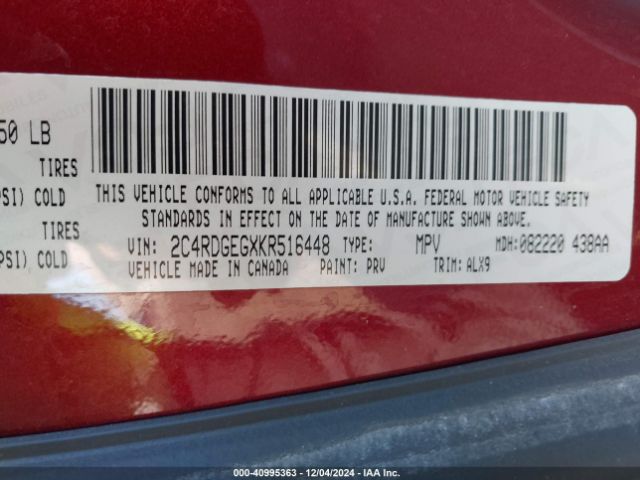 50 LB
TIRES
PSI) COLD
TIRES
PSI) COLD
THIS VEHICLE CONFORMS TO ALL APPLICABLE U.S.A. FEDERAL MOTOR VEHICLE SAFETY
STANDARDS IN EFFECT ON THE DATE OF MANUFACTURE SHOWN ABOVE.
VIN: 2C4RDGEGXKR516448 TYPE: MPV MDH: 082220 438AA
VEHICLE MADE IN CANADA PAINT: PRV TRIM: ALX9
000-40995363 - 12/04/2024 - IAA Inc.